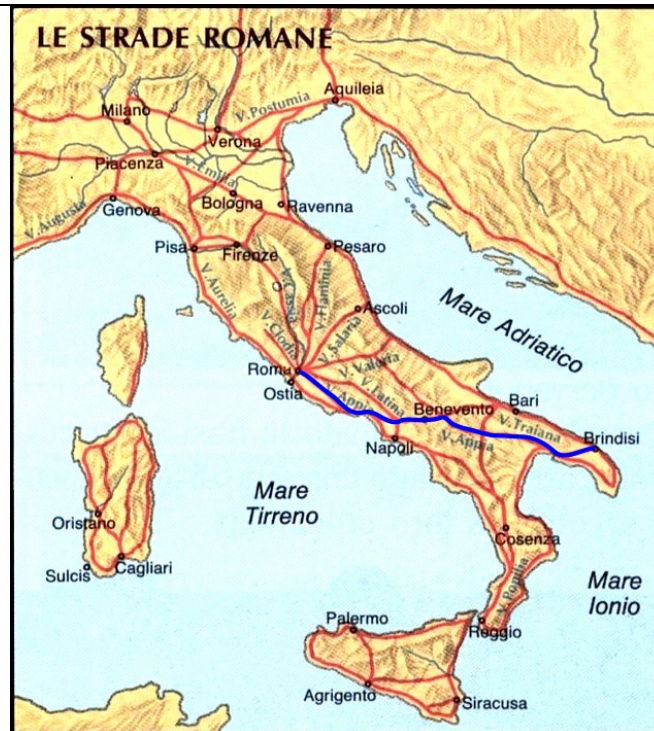 LE STRADE ROMANE
Aquileia
V.Postumia
Milano
Verona
Piacenza
V.Emilia
Bologna
Ravenna
Genova
V.Augusta
Pisa
Firenze
Pesaro
V.Aurelia
V.Cassia
V.Flaminia
Ascoli
Mare Adriatico
V.Clodia
V.Salaria
V.Valeria
Roma
Ostia
V.Latina
V.Appia
Benevento
Bari
V.Traiana
Brindisi
Napoli
V.Appia
Mare
Tirreno
Oristano
Cagliari
Sulcis
Cosenza
Mare
Ionio
V.Popilia
Reggio
Palermo
Agrigento
Siracusa